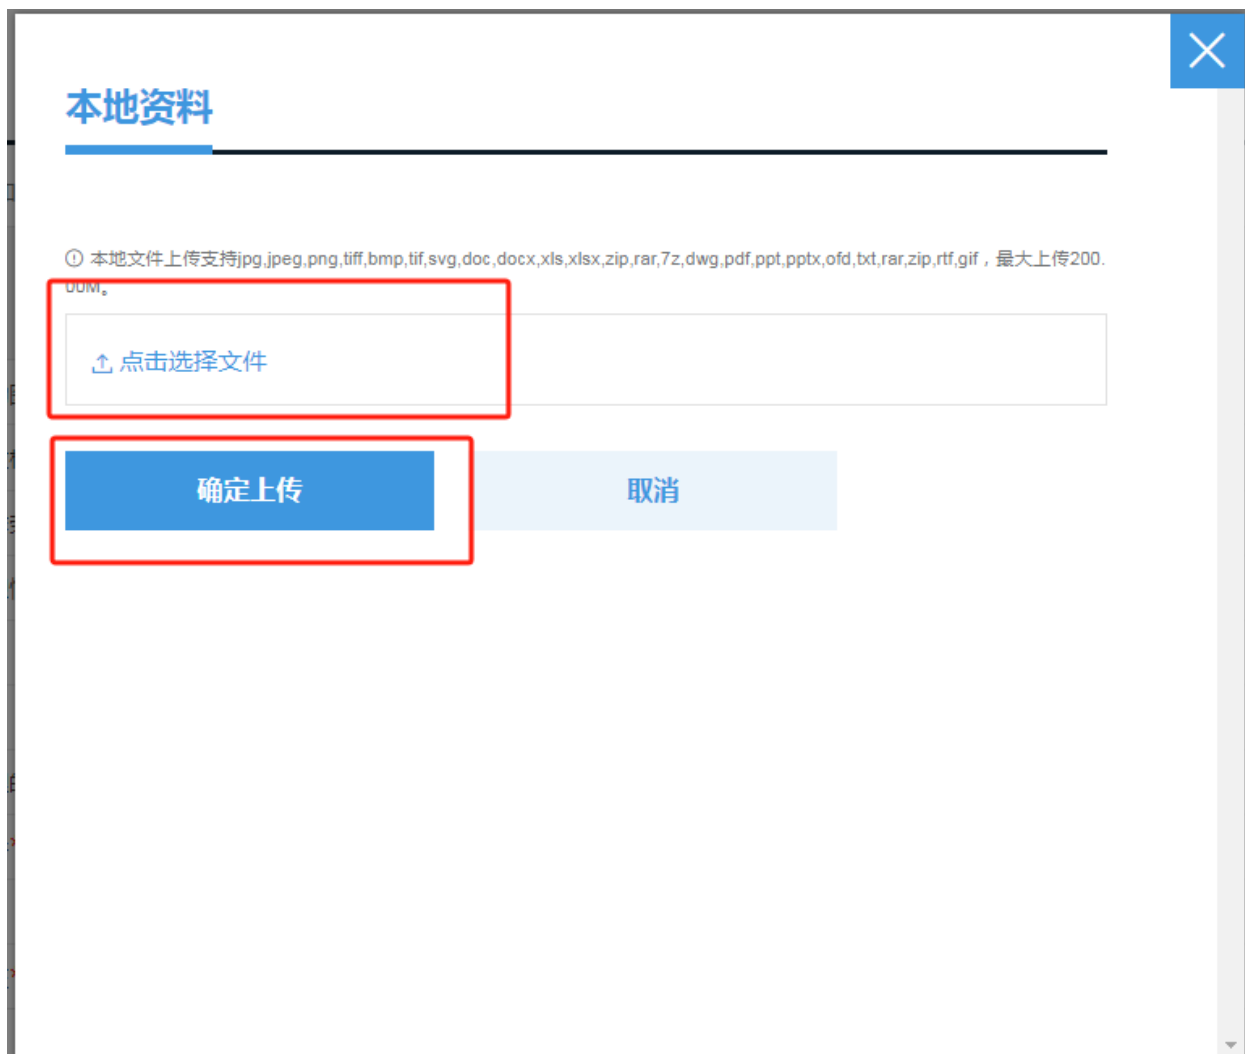 本地资料
本地文件上传支持jpg,jpeg,png,tiff,bmp,tif,svg,doc,docx,xls,xlsx,zip,rar,7z,dwg,pdf,ppt,pptx,ofd,txt,rar,zip,rtf,gif，最大上传200.
00M。
点击选择文件
确定上传
取消